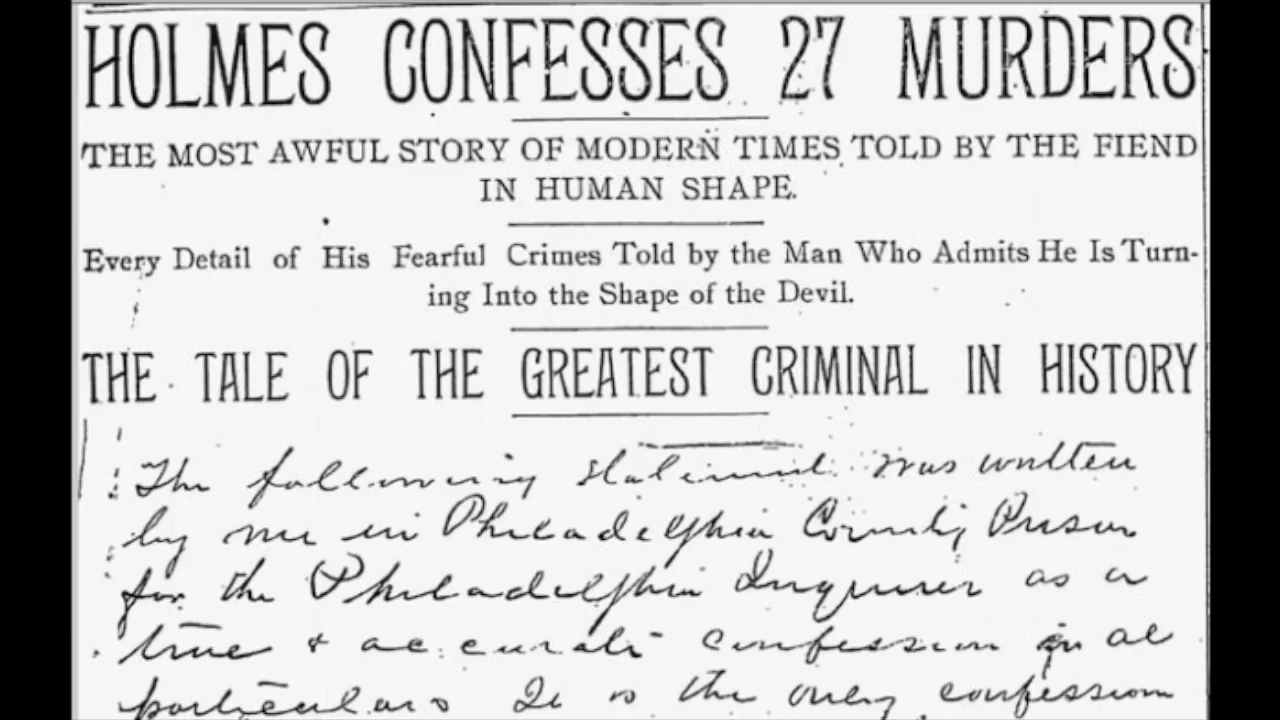 HOLMES CONFESSES 27 MURDERS
THE MOST AWFUL STORY OF MODERN TIMES TOLD BY THE FIEND
IN HUMAN SHAPE.
Every Detail of His Fearful Crimes Told by the Man Who Admits He Is Turn-
ing Into the Shape of the Devil.
THE TALE OF THE GREATEST CRIMINAL IN HISTORY
The following statement was written
by me in Philadelphia County Prison
for the Philadelphia Inquirer as a
true & accurate confession in all
particulars It is the only confession